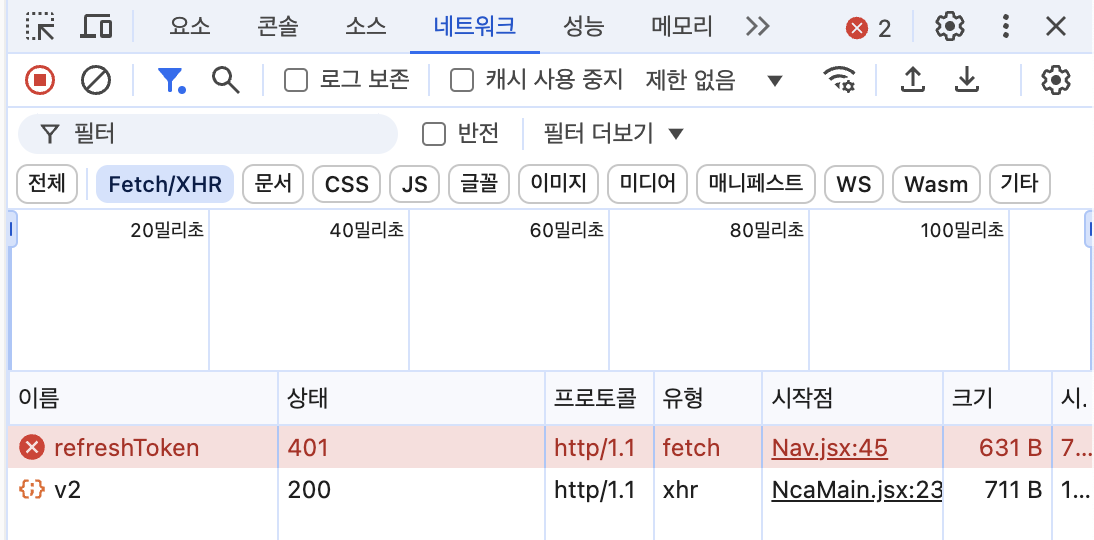 요소 콘솔 소스 네트워크 성능 메모리 2
로그 보존 캐시 사용 중지 제한 없음
필터 반전 필터 더보기
전체 Fetch/XHR 문서 CSS JS 글꼴 이미지 미디어 매니페스트 WS Wasm 기타
20밀리초 40밀리초 60밀리초 80밀리초 100밀리초
이름 상태 프로토콜 유형 시작점 크기 시.
refreshToken 401 http/1.1 fetch Nav.jsx:45 631 B 7...
v2 200 http/1.1 xhr NcaMain.jsx:23 711 B 1...